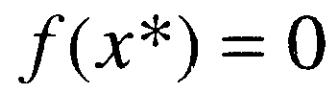 f(x*) = 0